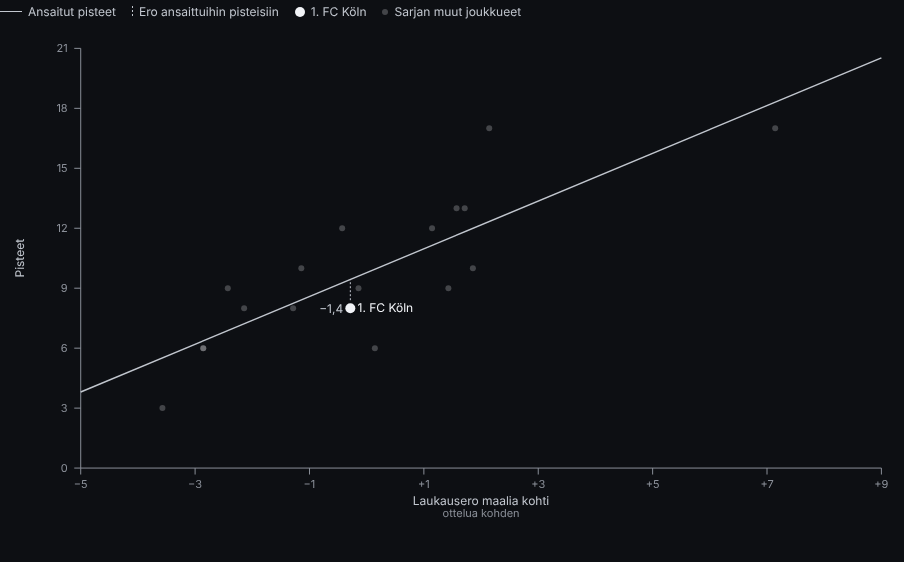 Ansaitut pisteet Ero ansaittuihin pisteisiin 1. FC Köln Sarjan muut joukkueet
21
18
15
12
9
6
3
0
Pisteet
−1,4 1. FC Köln
−5 −3 −1 +1 +3 +5 +7 +9
Laukausero maalia kohti
ottelua kohden